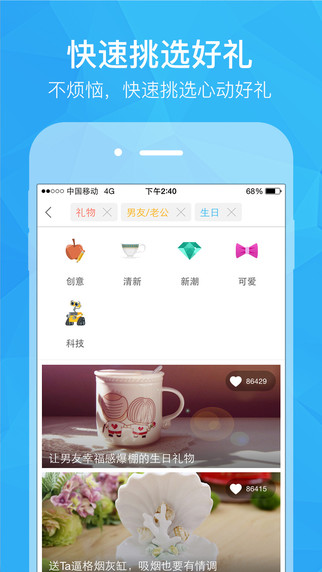 快速挑选好礼
不烦恼，快速挑选心动好礼
中国移动 4G 下午2:40 68%
礼物 男友/老公 生日
创意 清新 新潮 可爱
科技
86429
让男友幸福感爆棚的生日礼物
86415
送Ta逼格烟灰缸，吸烟也要有情调